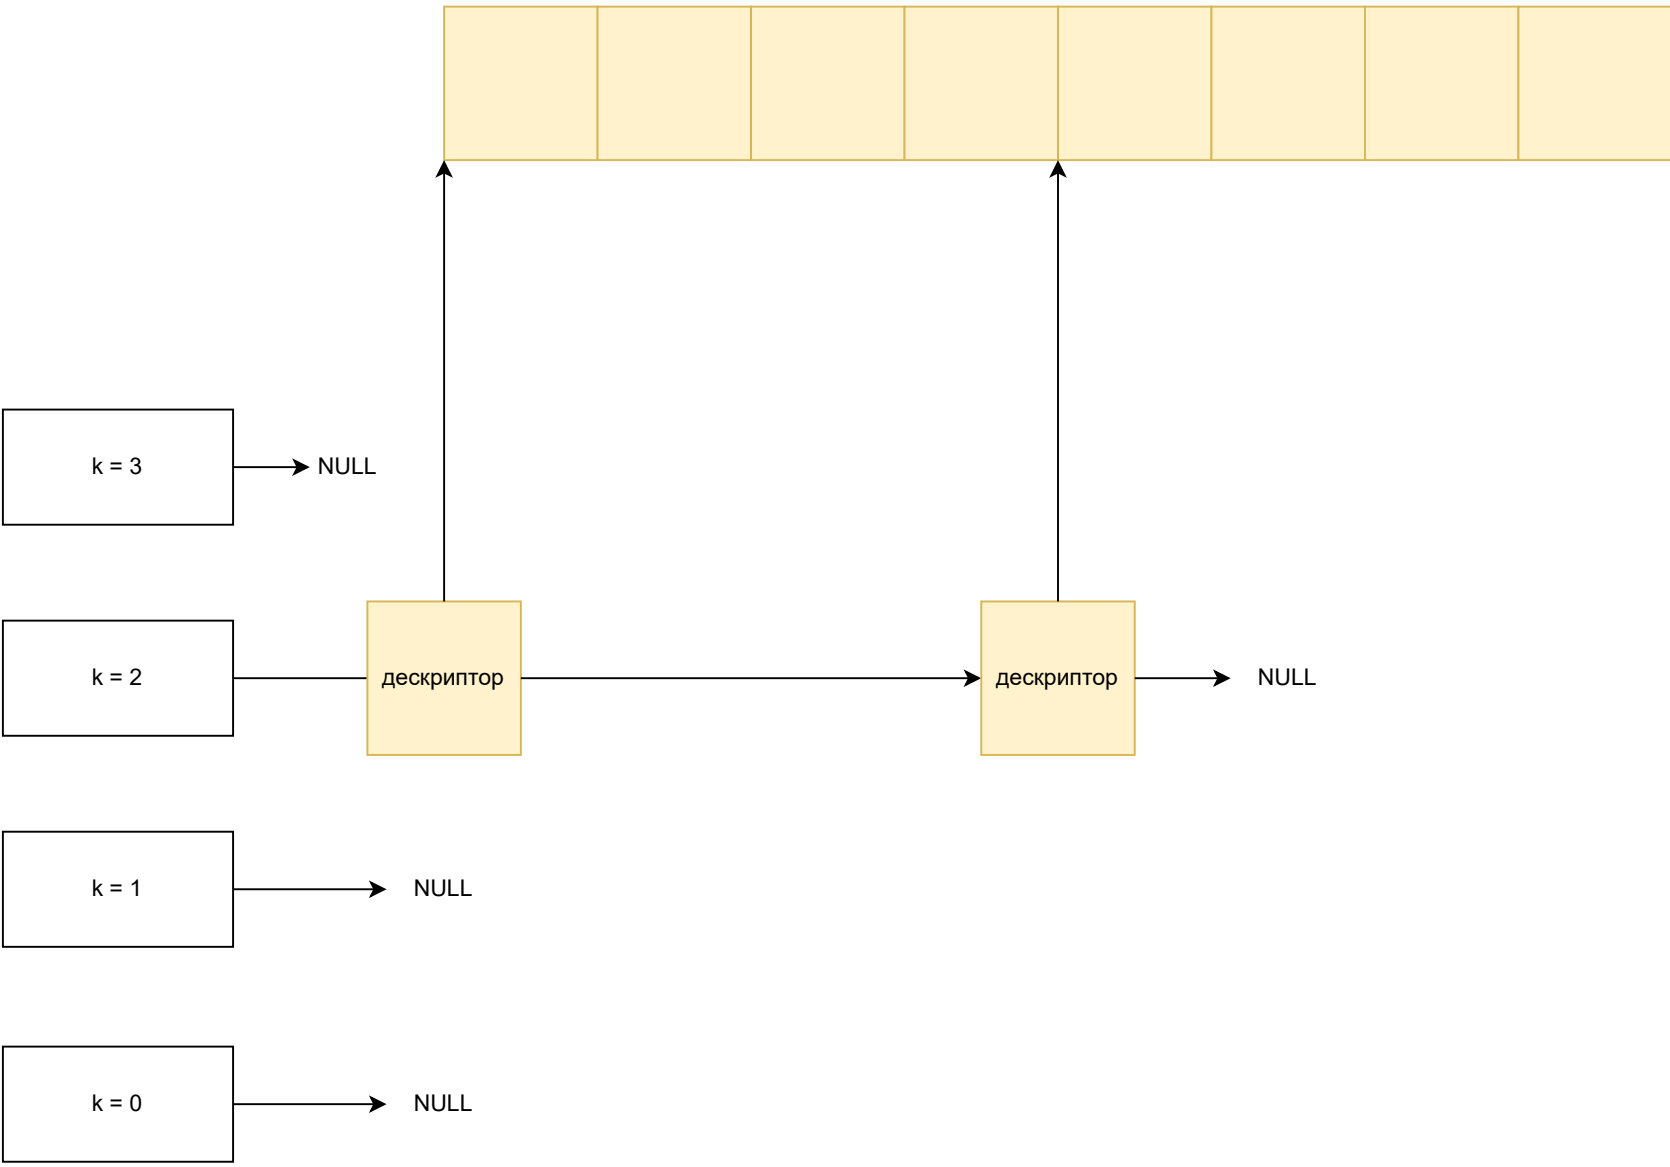 k = 3
NULL
k = 2
дескриптор
дескриптор
NULL
k = 1
NULL
k = 0
NULL